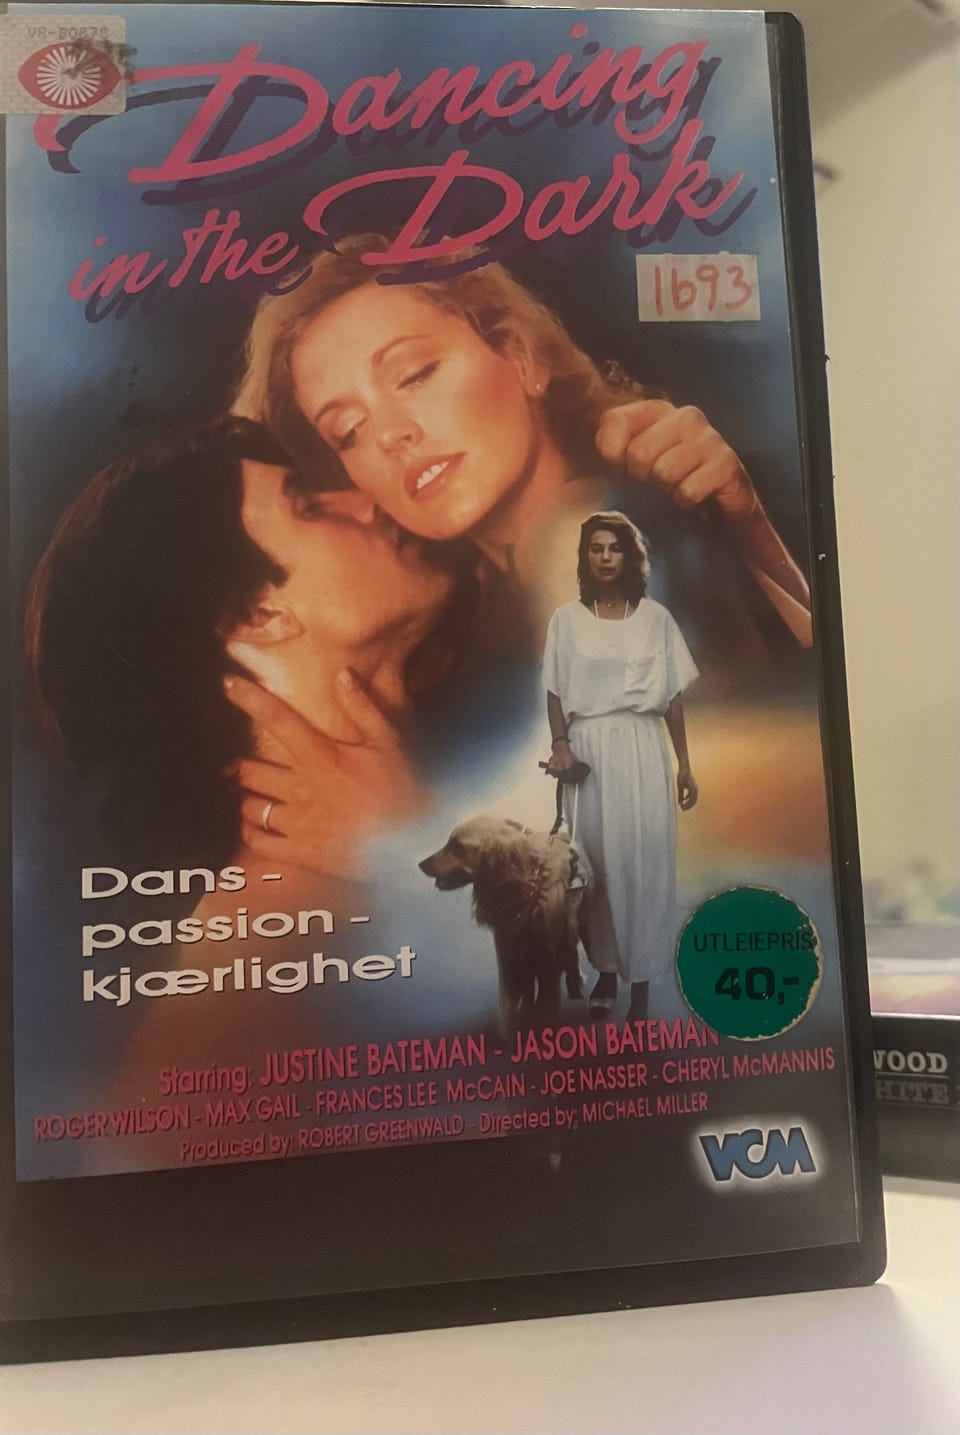 Dancing
in the Dark
1693
Dans -
passion -
kjærlighet
UTLEIEPRIS
40,-
Starring: JUSTINE BATEMAN - JASON BATEMAN
ROGER WILSON - MAX GAIL - FRANCES LEE McCAIN - JOE NASSER - CHERYL McMANNIS
Produced by: ROBERT GREENWALD - Directed by: MICHAEL MILLER
VCM